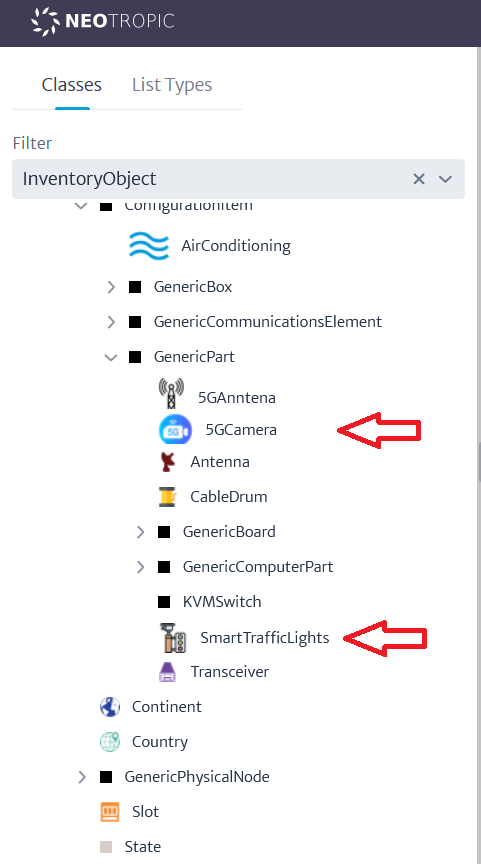 NEOTROPIC
Classes List Types
Filter
InventoryObject
ConfigurationItem
AirConditioning
GenericBox
GenericCommunicationsElement
GenericPart
5GAnntena
5G
5GCamera
Antenna
CableDrum
GenericBoard
GenericComputerPart
KVMSwitch
SmartTrafficLights
Transceiver
Continent
Country
GenericPhysicalNode
Slot
State